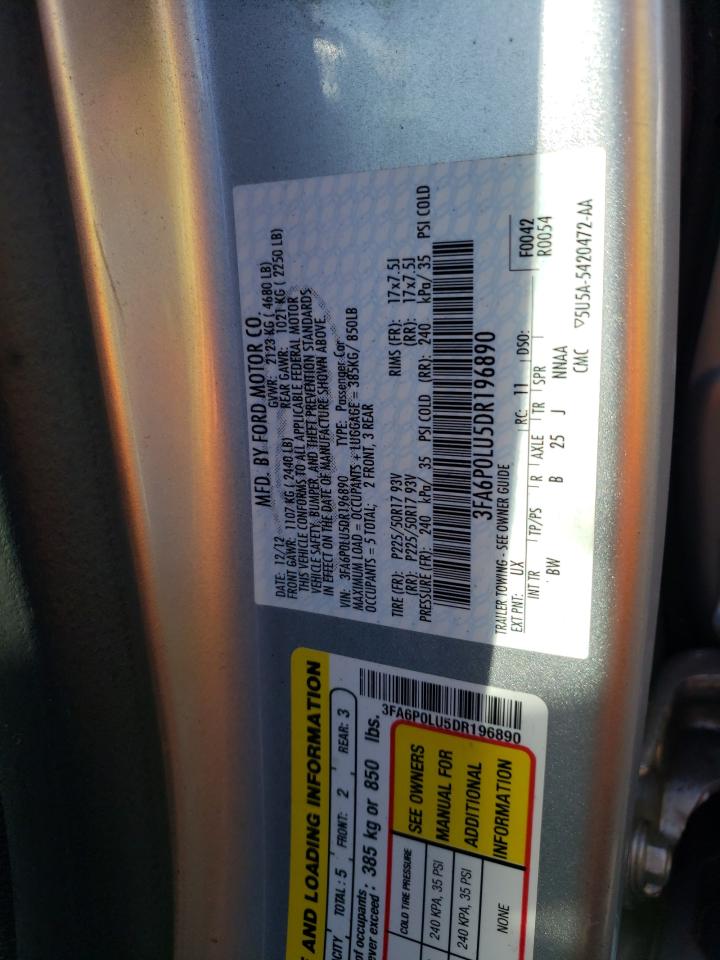 MFD. BY FORD MOTOR CO.
DATE: 12/12 GVWR: 2123 KG ( 4680 LB)
FRONT GAWR: 1107 KG ( 2440 LB) REAR GAWR: 1021 KG ( 2250 LB)
THIS VEHICLE CONFORMS TO ALL APPLICABLE FEDERAL MOTOR
VEHICLE SAFETY, BUMPER, AND THEFT PREVENTION STANDARDS
IN EFFECT ON THE DATE OF MANUFACTURE SHOWN ABOVE.
VIN: 3FA6P0LU5DR196890 TYPE: Passenger Car
MAXIMUM LOAD = OCCUPANTS + LUGGAGE = 385KG/ 850LB
OCCUPANTS = 5 TOTAL; 2 FRONT, 3 REAR
TIRE (FR): P225/50R17 93V RIMS (FR): 17x7.5J
(RR): P225/50R17 93V (RR): 17x7.5J
PRESSURE (FR): 240 kPa/ 35 PSI COLD (RR): 240 kPa/ 35 PSI COLD
3FA6P0LU5DR196890
TRAILER TOWING - SEE OWNER GUIDE
F0042
EXT PNT: UX RC: 11 DSO: R0054
INT TR TP/PS R AXLE TR SPR
BW B 25 J NNAA
CMC ▽5U5A-5420472-AA
E AND LOADING INFORMATION
CITY TOTAL : 5 FRONT: 2 REAR: 3
of occupants
ever exceed : 385 kg or 850 lbs.
3FA6P0LU5DR196890
COLD TIRE PRESSURE
240 KPA, 35 PSI
240 KPA, 35 PSI
NONE
SEE OWNERS
MANUAL FOR
ADDITIONAL
INFORMATION